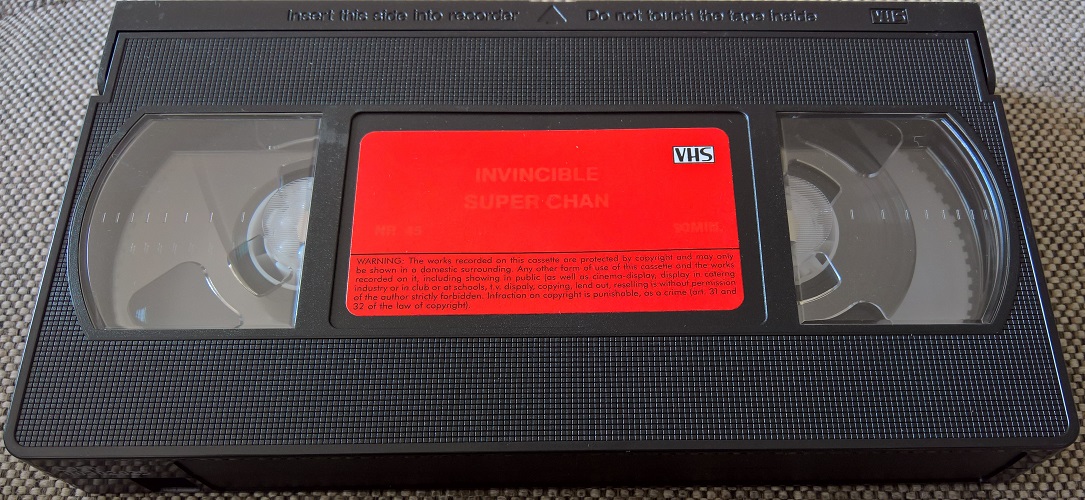 Insert this side into recorder △ Do not touch the tape inside VHS
VHS
INVINCIBLE
SUPER CHAN
NR. 45 90MIN.
WARNING: The works recorded on this cassette are protected by copyright and may only
be shown in a domestic surrounding. Any other form of use of this cassette and the works
recorded on it, including showing in public (as well as cinema-display, display in catering
industry or in club or at schools, t.v. dispaly, copying, lend out, reselling is without permission
of the author strictly forbidden. Infraction on copyright is punishable, as a crime (art. 31 and
32 of the law of copyright).